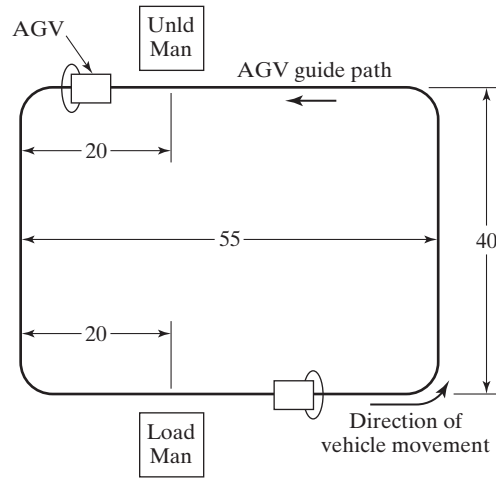 AGV
Unld
Man
AGV guide path
20
55
40
20
Load
Man
Direction of
vehicle movement